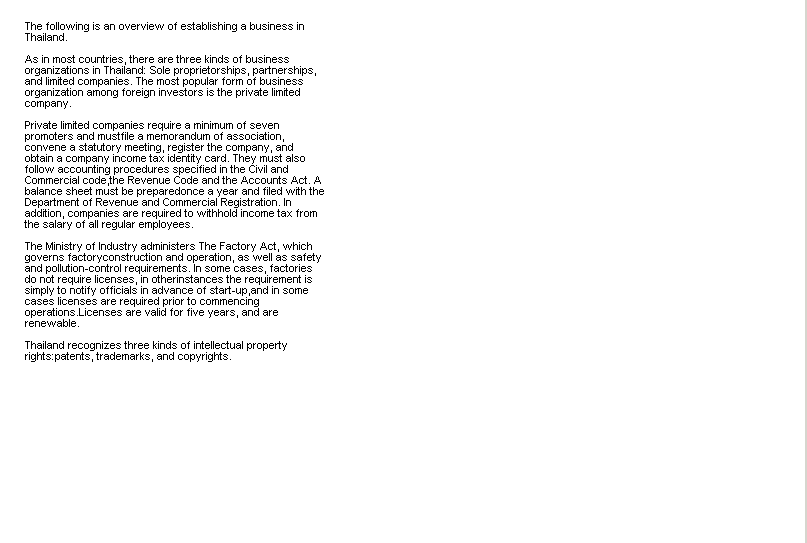 The following is an overview of establishing a business in
Thailand.
As in most countries, there are three kinds of business
organizations in Thailand: Sole proprietorships, partnerships,
and limited companies. The most popular form of business
organization among foreign investors is the private limited
company.
Private limited companies require a minimum of seven
promoters and mustfile a memorandum of association,
convene a statutory meeting, register the company, and
obtain a company income tax identity card. They must also
follow accounting procedures specified in the Civil and
Commercial code,the Revenue Code and the Accounts Act. A
balance sheet must be preparedonce a year and filed with the
Department of Revenue and Commercial Registration. In
addition, companies are required to withhold income tax from
the salary of all regular employees.
The Ministry of Industry administers The Factory Act, which
governs factoryconstruction and operation, as well as safety
and pollution-control requirements. In some cases, factories
do not require licenses, in otherinstances the requirement is
simply to notify officials in advance of start-up,and in some
cases licenses are required prior to commencing
operations.Licenses are valid for five years, and are
renewable.
Thailand recognizes three kinds of intellectual property
rights:patents, trademarks, and copyrights.